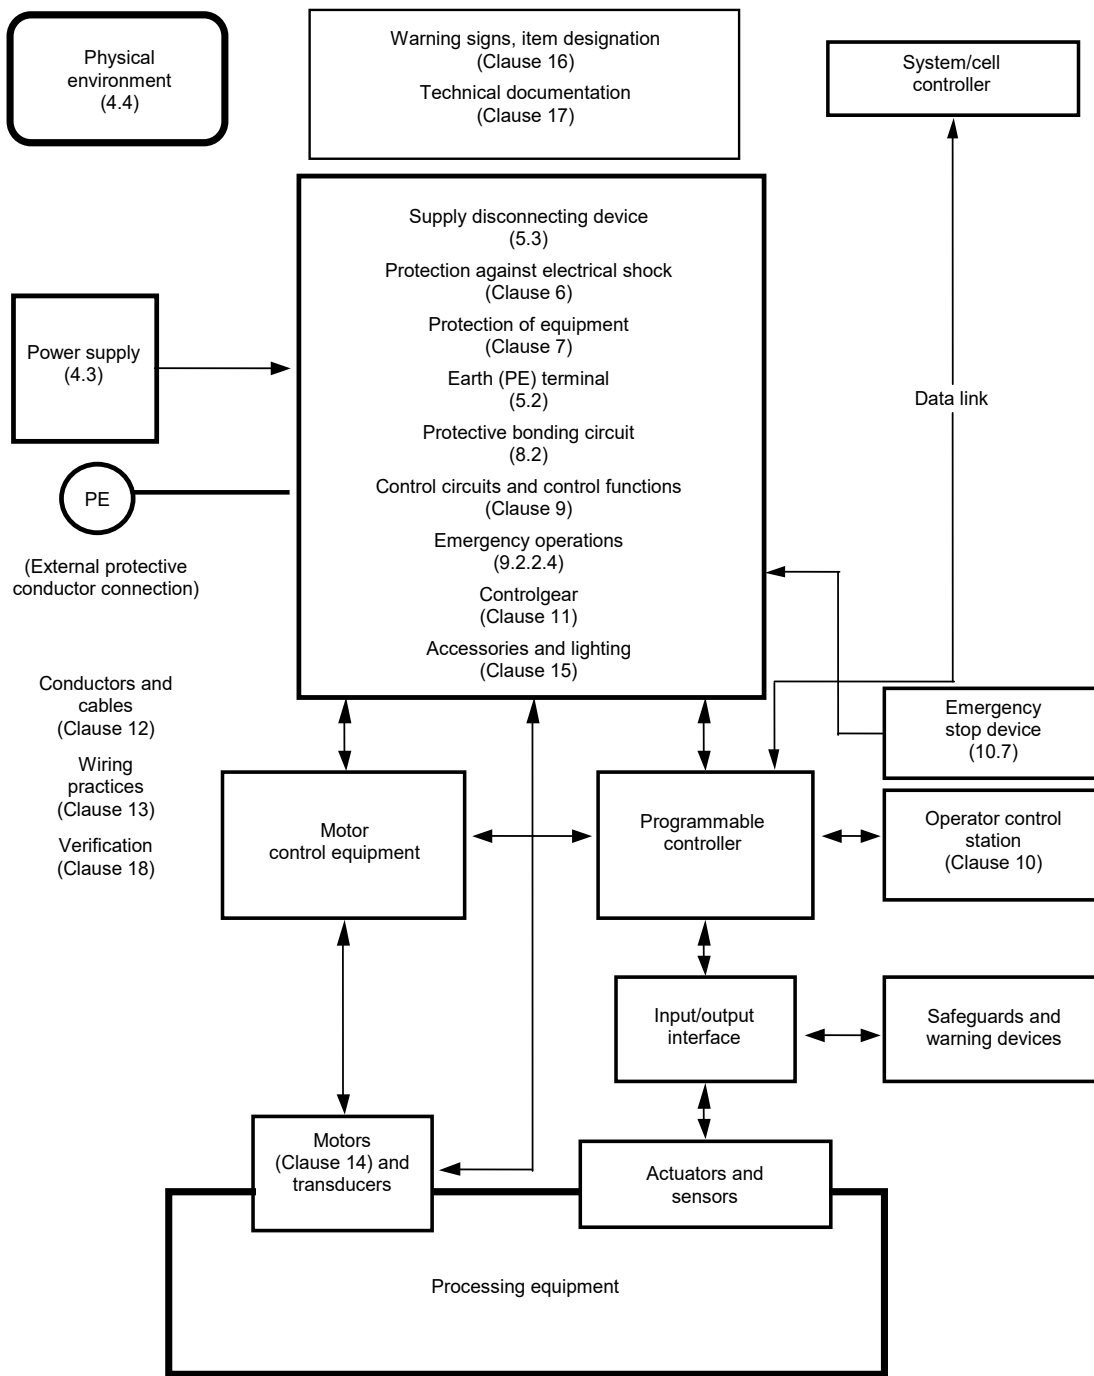 Physical
environment
(4.4)
Warning signs, item designation
(Clause 16)
Technical documentation
(Clause 17)
System/cell
controller
Supply disconnecting device
(5.3)
Protection against electrical shock
(Clause 6)
Protection of equipment
(Clause 7)
Earth (PE) terminal
(5.2)
Protective bonding circuit
(8.2)
Control circuits and control functions
(Clause 9)
Emergency operations
(9.2.2.4)
Controlgear
(Clause 11)
Accessories and lighting
(Clause 15)
Power supply
(4.3)
Data link
PE
(External protective
conductor connection)
Conductors and
cables
(Clause 12)
Wiring
practices
(Clause 13)
Verification
(Clause 18)
Emergency
stop device
(10.7)
Motor
control equipment
Programmable
controller
Operator control
station
(Clause 10)
Input/output
interface
Safeguards and
warning devices
Motors
(Clause 14) and
transducers
Actuators and
sensors
Processing equipment